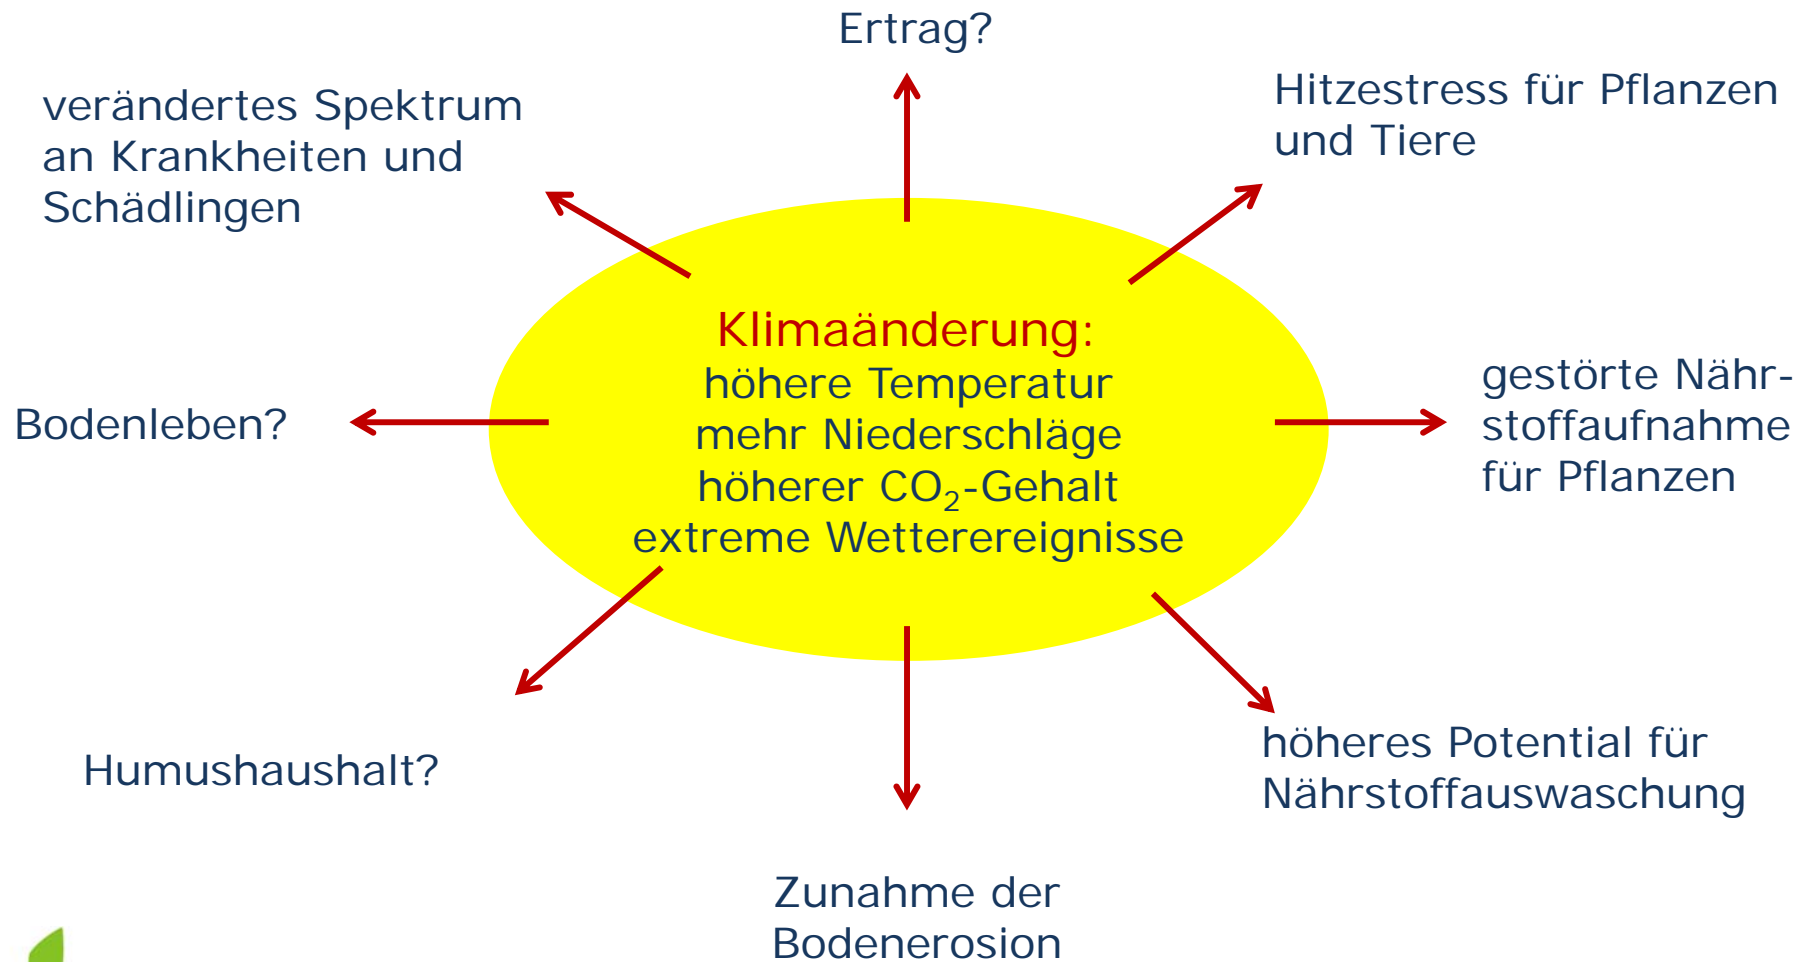 Ertrag?
verändertes Spektrum
an Krankheiten und
Schädlingen
Hitzestress für Pflanzen
und Tiere
Klimaänderung:
höhere Temperatur
mehr Niederschläge
höherer CO₂-Gehalt
extreme Wetterereignisse
Bodenleben?
gestörte Nähr-
stoffaufnahme
für Pflanzen
Humushaushalt?
höheres Potential für
Nährstoffauswaschung
Zunahme der
Bodenerosion